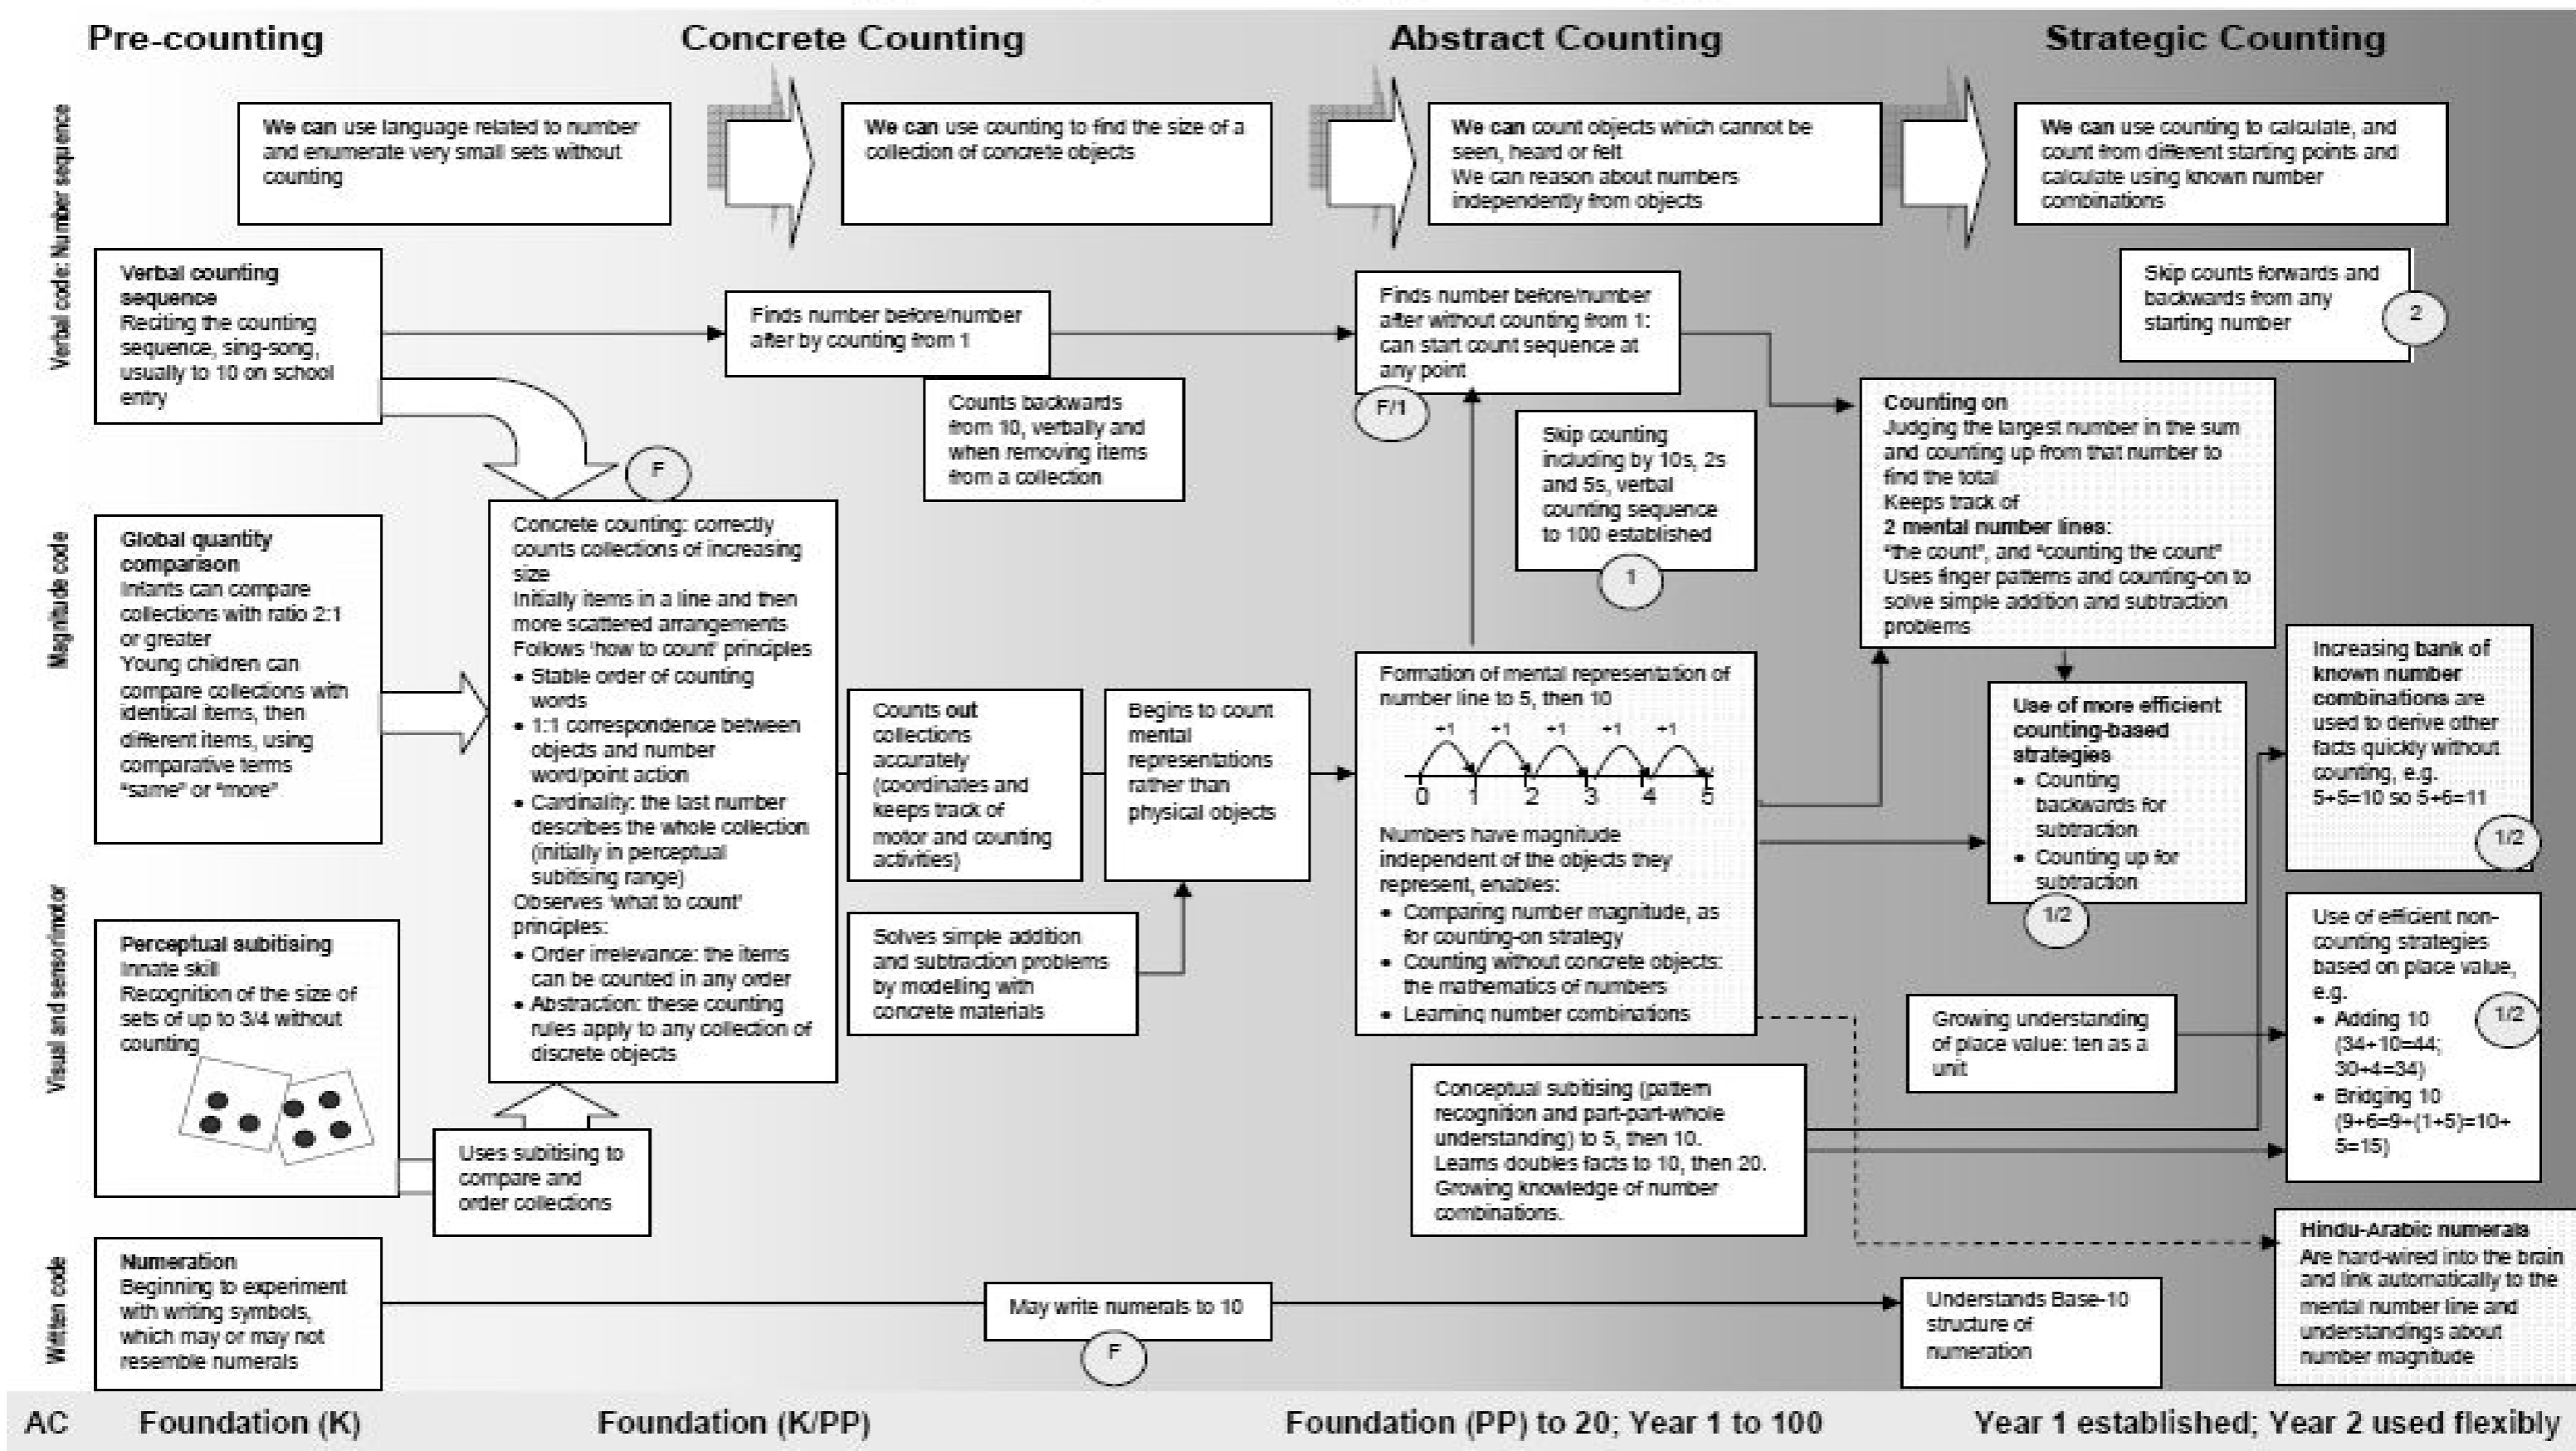 Pre-counting
Concrete Counting
Abstract Counting
Strategic Counting
Verbal code: Number sequence
We can use language related to number
and enumerate very small sets without
counting
We can use counting to find the size of a
collection of concrete objects
We can count objects which cannot be
seen, heard or felt
We can reason about numbers
independently from objects
We can use counting to calculate, and
count from different starting points and
calculate using known number
combinations
Verbal counting
sequence
Reciting the counting
sequence, sing-song,
usually to 10 on school
entry
Finds number before/number
after by counting from 1
Counts backwards
from 10, verbally and
when removing items
from a collection
Finds number before/number
after without counting from 1:
can start count sequence at
any point
F/1
Skip counting
including by 10s, 2s
and 5s, verbal
counting sequence
to 100 established
1
Skip counts forwards and
backwards from any
starting number
2
Counting on
Judging the largest number in the sum
and counting up from that number to
find the total
Keeps track of
2 mental number lines:
"the count", and "counting the count"
Uses finger patterns and counting-on to
solve simple addition and subtraction
problems
Magnitude code
Global quantity
comparison
Infants can compare
collections with ratio 2:1
or greater
Young children can
compare collections with
identical items, then
different items, using
comparative terms
"same" or "more"
F
Concrete counting: correctly
counts collections of increasing
size
Initially items in a line and then
more scattered arrangements
Follows 'how to count' principles
• Stable order of counting
words
• 1:1 correspondence between
objects and number
word/point action
• Cardinality: the last number
describes the whole collection
(initially in perceptual
subitising range)
Observes 'what to count'
principles:
• Order irrelevance: the items
can be counted in any order
• Abstraction: these counting
rules apply to any collection of
discrete objects
Counts out
collections
accurately
(coordinates and
keeps track of
motor and counting
activities)
Begins to count
mental
representations
rather than
physical objects
Solves simple addition
and subtraction problems
by modelling with
concrete materials
Formation of mental representation of
number line to 5, then 10
+1 +1 +1 +1 +1
0 1 2 3 4 5
Numbers have magnitude
independent of the objects they
represent, enables:
• Comparing number magnitude, as
for counting-on strategy
• Counting without concrete objects:
the mathematics of numbers
• Learning number combinations
Use of more efficient
counting-based
strategies
• Counting
backwards for
subtraction
• Counting up for
subtraction
1/2
Increasing bank of
known number
combinations are
used to derive other
facts quickly without
counting, e.g.
5+5=10 so 5+6=11
1/2
Visual and sensorimotor
Perceptual subitising
Innate skill
Recognition of the size of
sets of up to 3/4 without
counting
Uses subitising to
compare and
order collections
Conceptual subitising (pattern
recognition and part-part-whole
understanding) to 5, then 10.
Learns doubles facts to 10, then 20.
Growing knowledge of number
combinations.
Growing understanding
of place value: ten as a
unit
Use of efficient non-
counting strategies
based on place value,
e.g.
• Adding 10
(34+10=44;
30+4=34)
• Bridging 10
(9+6=9+(1+5)=10+
5=15)
1/2
Written code
Numeration
Beginning to experiment
with writing symbols,
which may or may not
resemble numerals
May write numerals to 10
F
Understands Base-10
structure of
numeration
Hindu-Arabic numerals
Are hard-wired into the brain
and link automatically to the
mental number line and
understandings about
number magnitude
AC
Foundation (K)
Foundation (K/PP)
Foundation (PP) to 20; Year 1 to 100
Year 1 established; Year 2 used flexibly